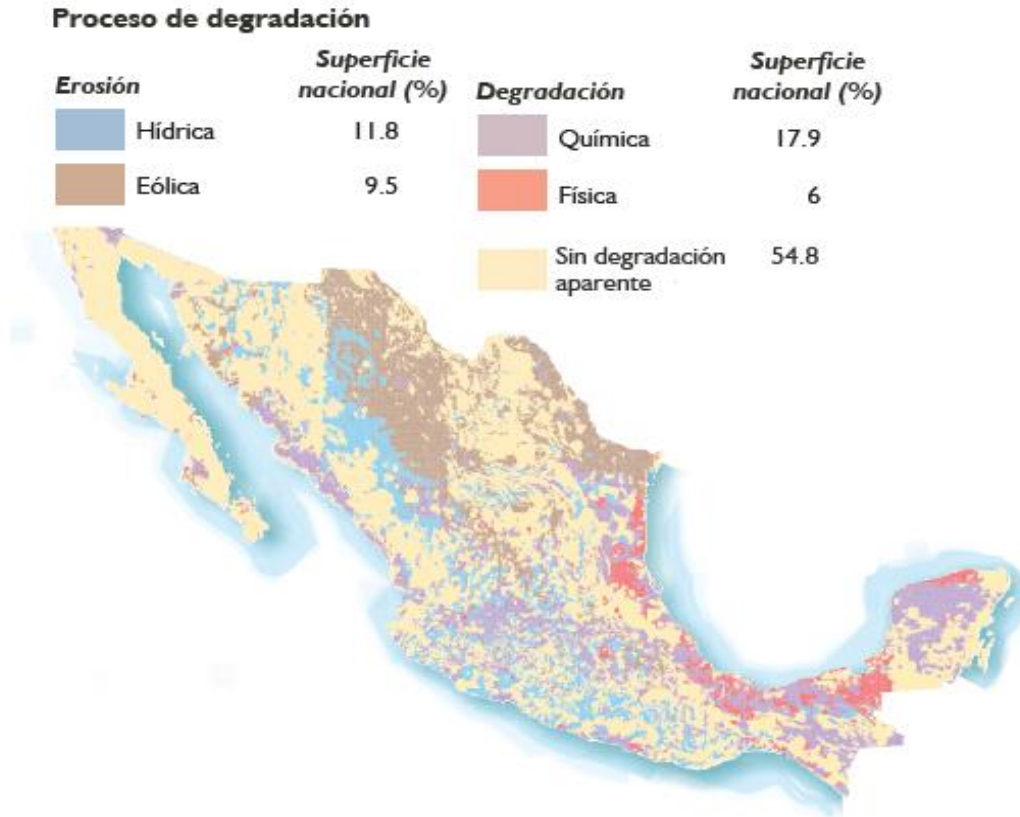 Proceso de degradación
Erosión
Superficie
nacional (%)
Hídrica 11.8
Eólica 9.5
Degradación
Superficie
nacional (%)
Química 17.9
Física 6
Sin degradación 54.8
aparente